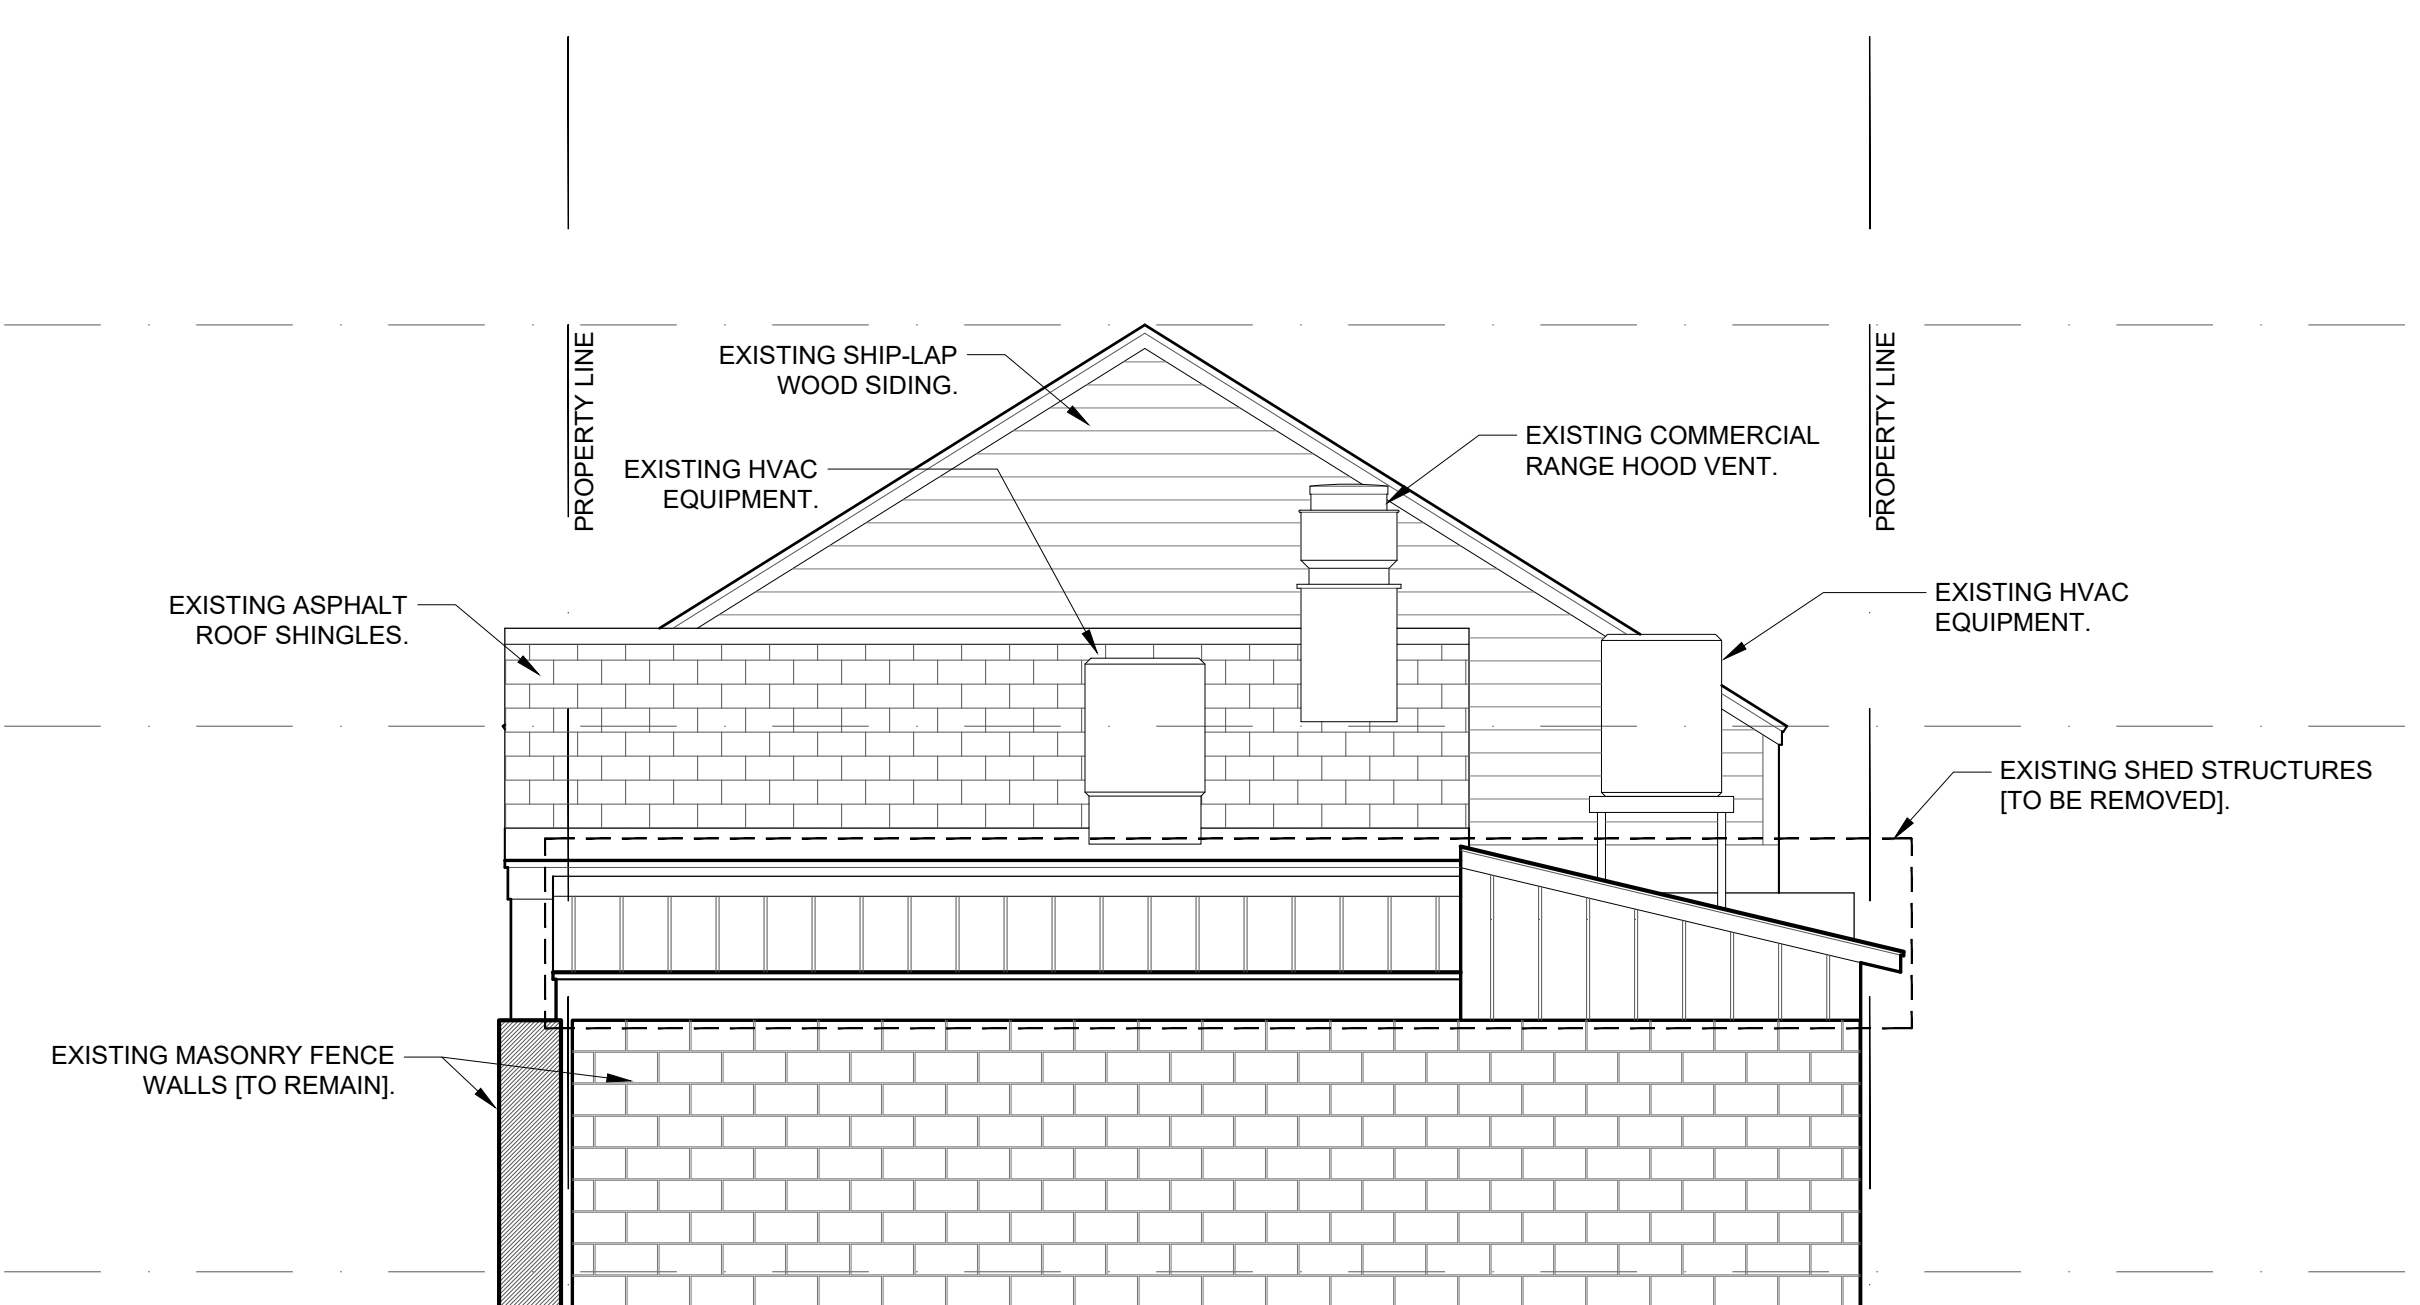 PROPERTY LINE
EXISTING SHIP-LAP
WOOD SIDING.
PROPERTY LINE
EXISTING COMMERCIAL
RANGE HOOD VENT.
EXISTING HVAC
EQUIPMENT.
EXISTING ASPHALT
ROOF SHINGLES.
EXISTING HVAC
EQUIPMENT.
EXISTING SHED STRUCTURES
[TO BE REMOVED].
EXISTING MASONRY FENCE
WALLS [TO REMAIN].